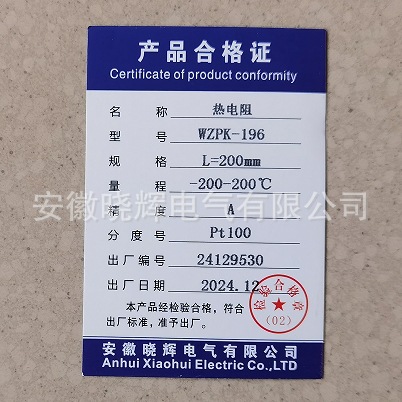 产品合格证
Certificate of product conformity
名称 热电阻
型号 WZPK-196
规格 L=200mm
量程 -200-200℃
安徽晓辉电气有限公司
精度 A
分度号 Pt100
出厂编号 24129530
出厂日期 2024.12
检验合格章
(02)
本产品经检验合格，符合
出厂标准，准予出厂。
安徽晓辉电气有限公司
Anhui Xiaohui Electric Co.,LTD